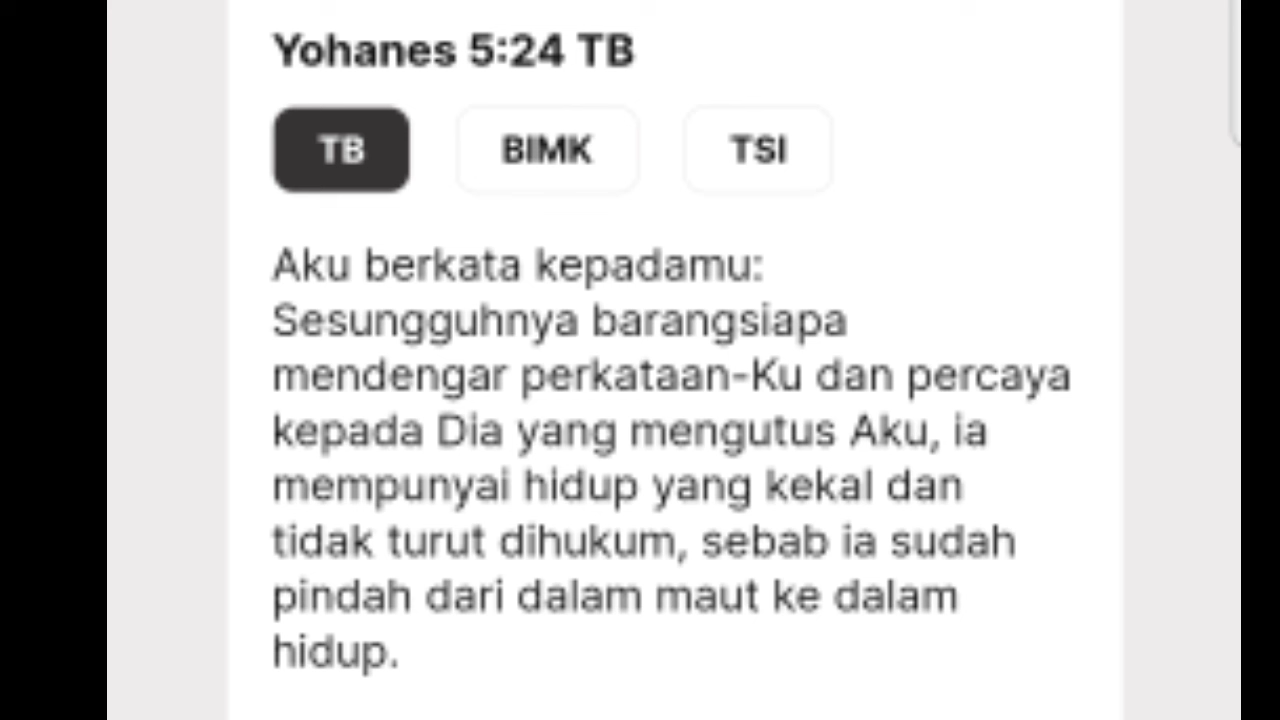 Yohanes 5:24 TB
TB BIMK TSI
Aku berkata kepadamu:
Sesungguhnya barangsiapa
mendengar perkataan-Ku dan percaya
kepada Dia yang mengutus Aku, ia
mempunyai hidup yang kekal dan
tidak turut dihukum, sebab ia sudah
pindah dari dalam maut ke dalam
hidup.